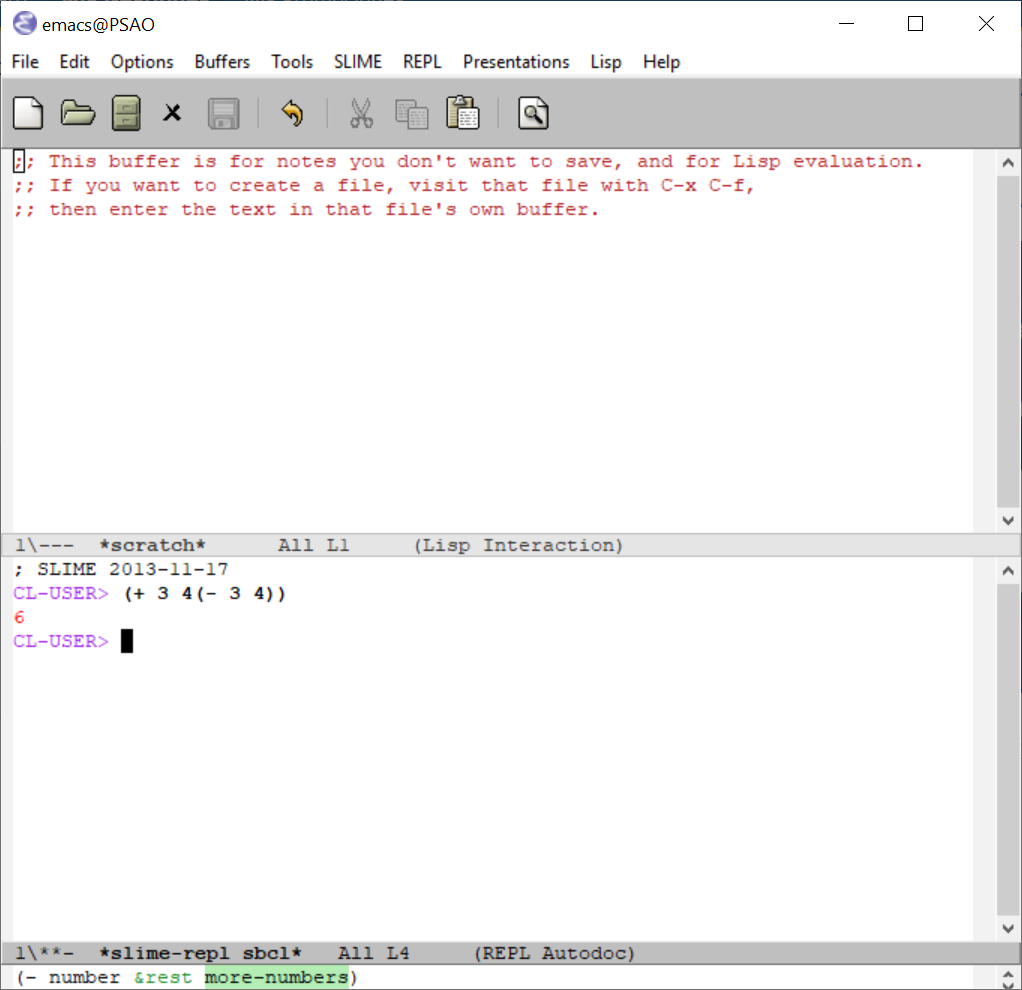 emacs@PSAO
File Edit Options Buffers Tools SLIME REPL Presentations Lisp Help
;; This buffer is for notes you don't want to save, and for Lisp evaluation.
;; If you want to create a file, visit that file with C-x C-f,
;; then enter the text in that file's own buffer.
1\--- *scratch* All L1 (Lisp Interaction)
; SLIME 2013-11-17
CL-USER> (+ 3 4(- 3 4))
6
CL-USER>
1\**- *slime-repl sbcl* All L4 (REPL Autodoc)
(- number &rest more-numbers)